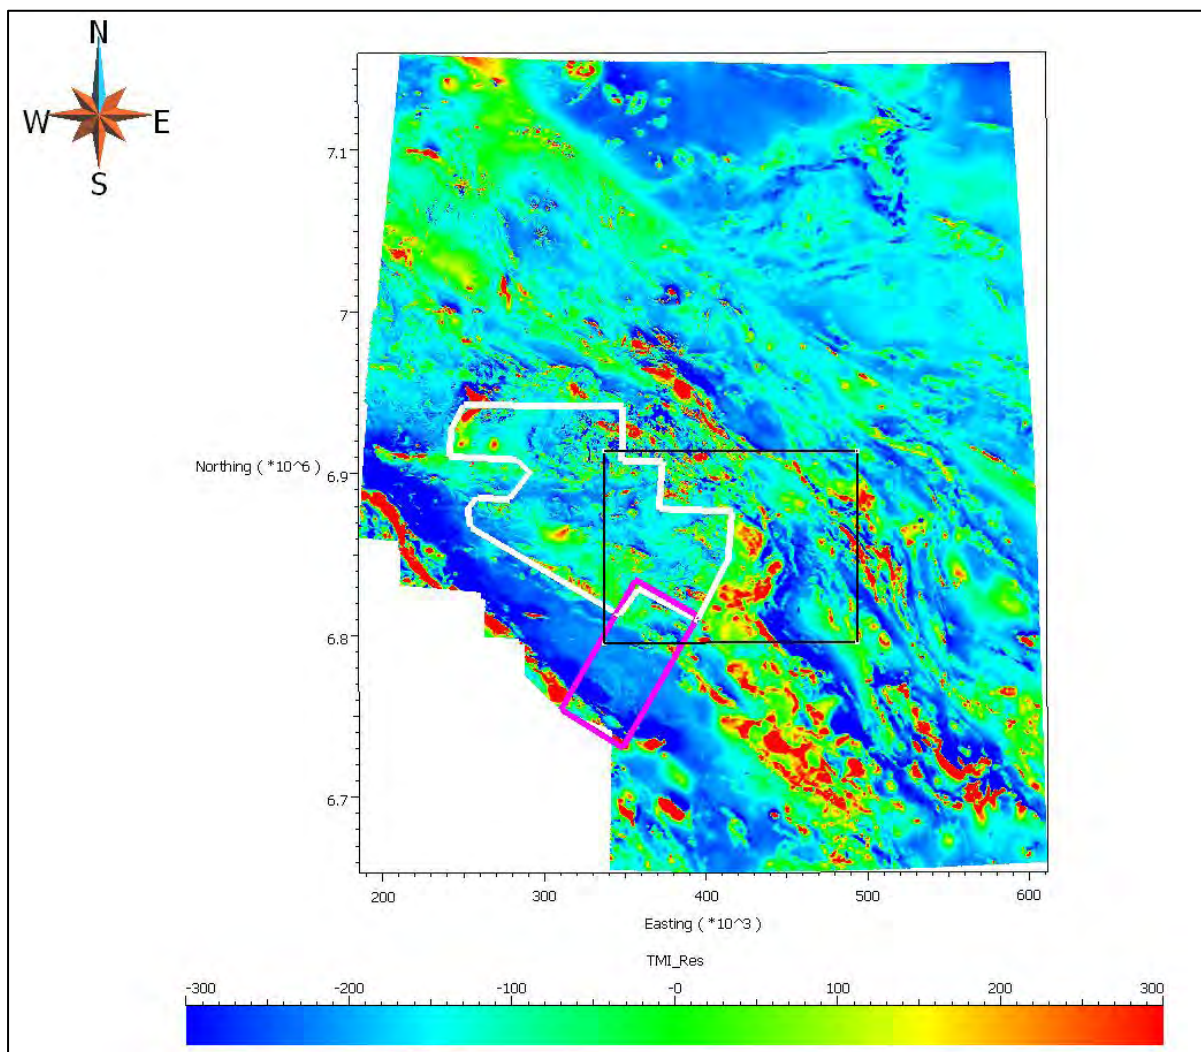 N
W E
S
7.1
7
Northing ( *10^6 )
6.9
6.8
6.7
200 300 400 500 600
Easting ( *10^3 )
TMI_Res
-300 -200 -100 -0 100 200 300